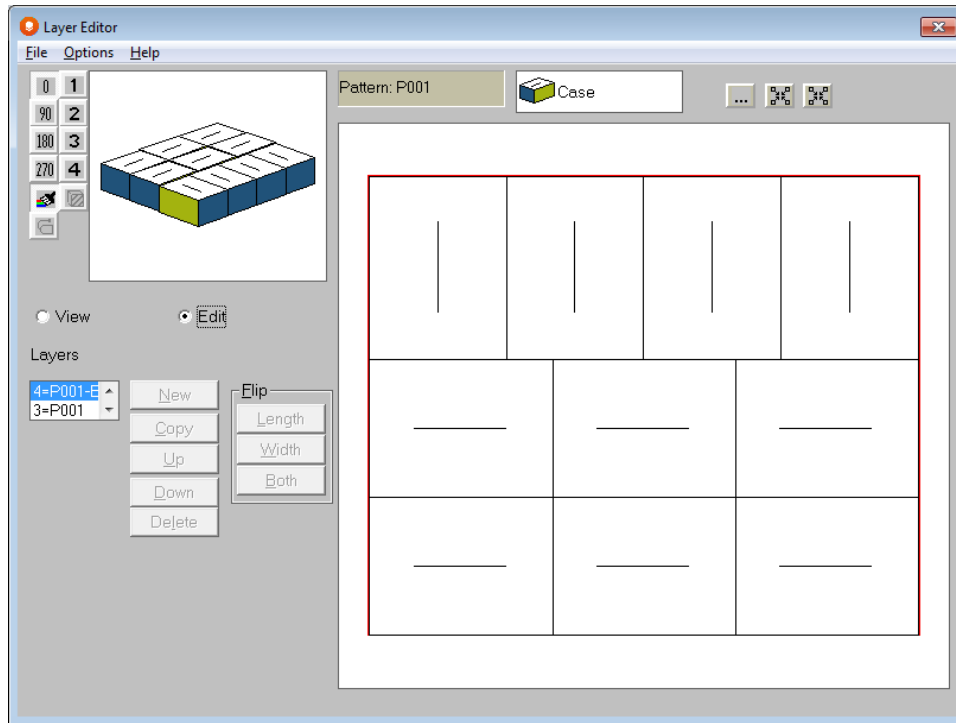 Layer Editor
File Options Help
0 1
90 2
180 3
270 4
Pattern: P001
Case
...
View Edit
Layers
4=P001-E
3=P001
New
Copy
Up
Down
Delete
Flip
Length
Width
Both